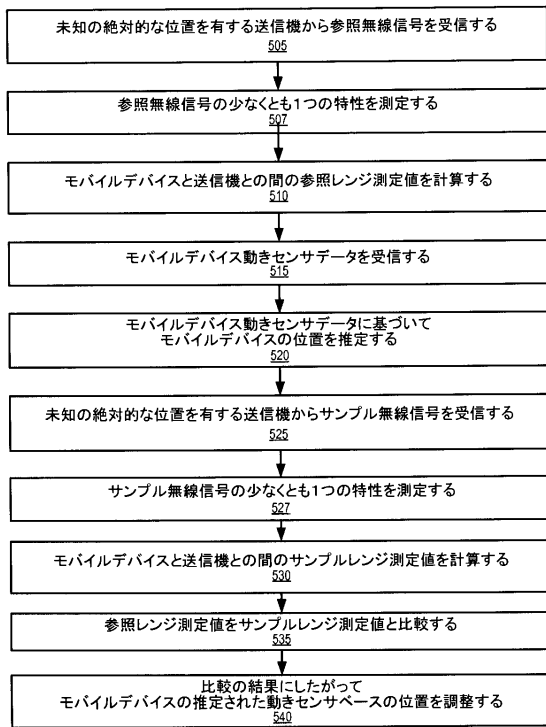 未知の絶対的な位置を有する送信機から参照無線信号を受信する
505
参照無線信号の少なくとも1つの特性を測定する
507
モバイルデバイスと送信機との間の参照レンジ測定値を計算する
510
モバイルデバイス動きセンサデータを受信する
515
モバイルデバイス動きセンサデータに基づいて
モバイルデバイスの位置を推定する
520
未知の絶対的な位置を有する送信機からサンプル無線信号を受信する
525
サンプル無線信号の少なくとも1つの特性を測定する
527
モバイルデバイスと送信機との間のサンプルレンジ測定値を計算する
530
参照レンジ測定値をサンプルレンジ測定値と比較する
535
比較の結果にしたがって
モバイルデバイスの推定された動きセンサベースの位置を調整する
540